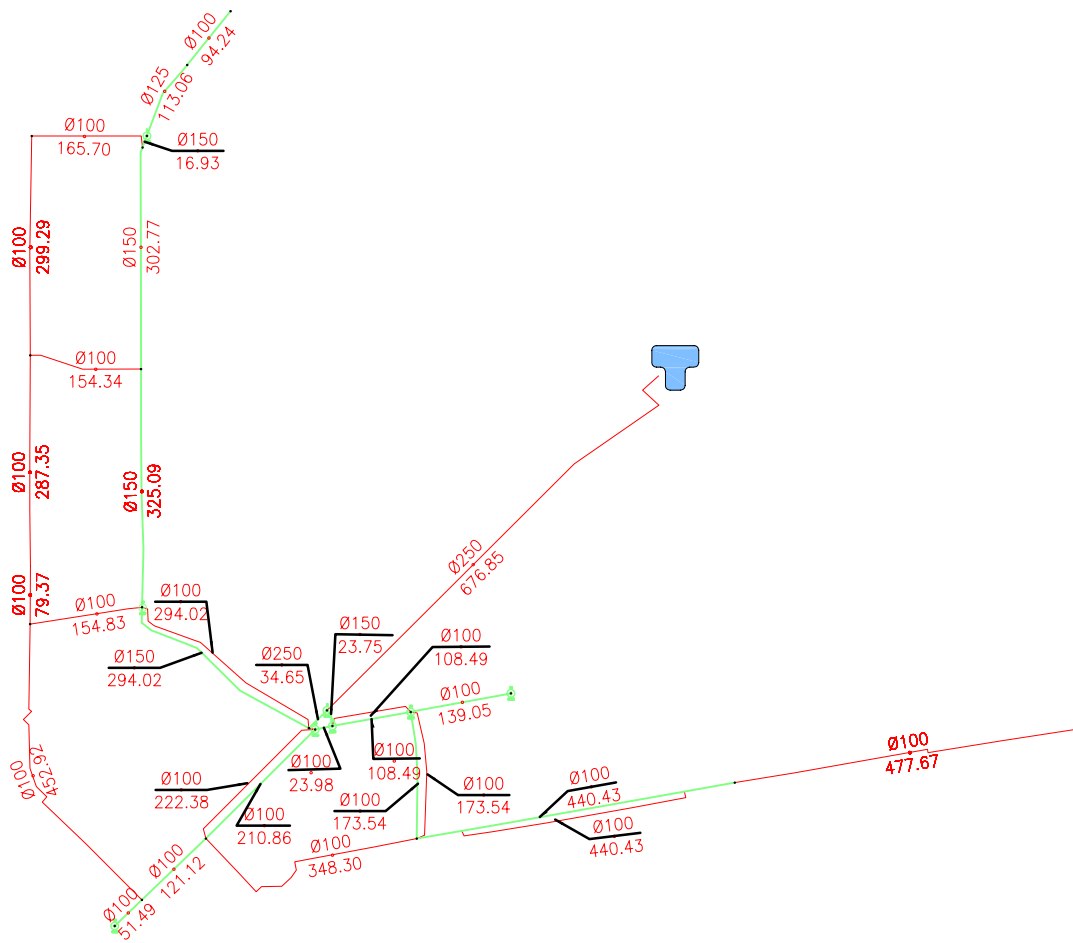 Ø100
94.24
Ø125
113.06
Ø100
165.70
Ø150
16.93
Ø100
299.29
Ø150
302.77
Ø100
154.34
Ø100
287.35
Ø150
325.09
Ø250
676.85
Ø100
79.37
Ø100
154.83
Ø100
294.02
Ø150
294.02
Ø250
34.65
Ø150
23.75
Ø100
108.49
Ø100
139.05
Ø100
108.49
Ø100
23.98
Ø100
477.67
Ø100
452.92
Ø100
222.38
Ø100
210.86
Ø100
173.54
Ø100
173.54
Ø100
440.43
Ø100
440.43
Ø100
348.30
Ø100
121.12
Ø100
51.49